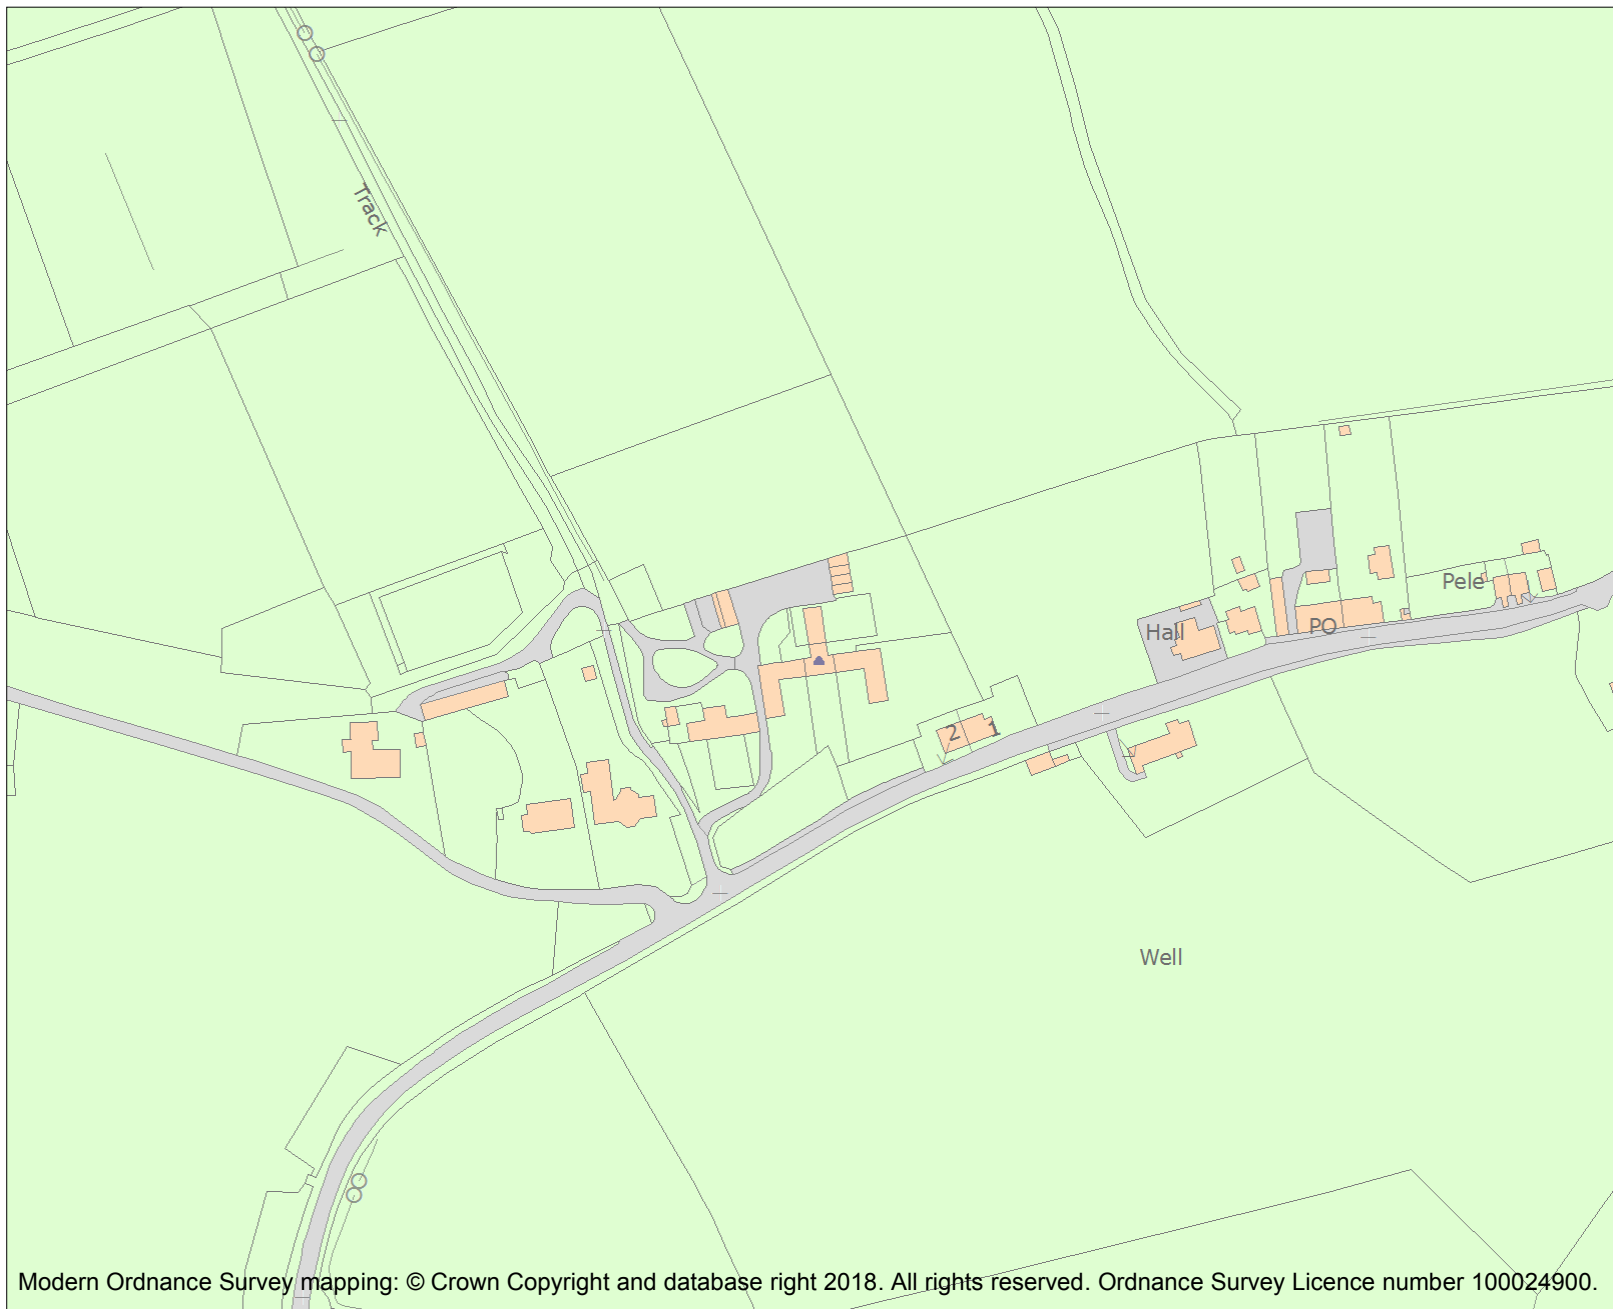 Track
Pele
Hall
PO
2 1
Well
Modern Ordnance Survey mapping: © Crown Copyright and database right 2018. All rights reserved. Ordnance Survey Licence number 100024900.